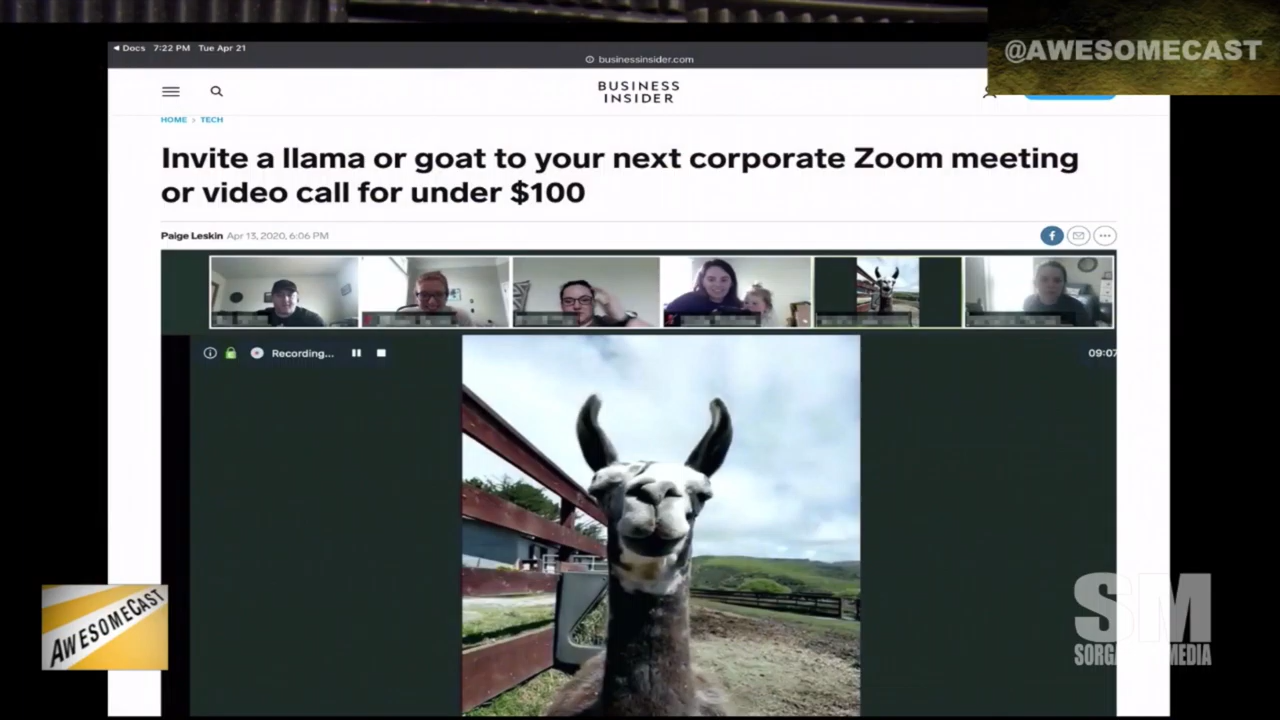 @AWESOMECAST
Docs 7:22 PM Tue Apr 21
businessinsider.com
BUSINESS
INSIDER
HOME > TECH
Invite a llama or goat to your next corporate Zoom meeting
or video call for under $100
Paige Leskin Apr 13, 2020, 6:06 PM
Recording...
09:07
AWESOMECAST
SM
SORGA MEDIA